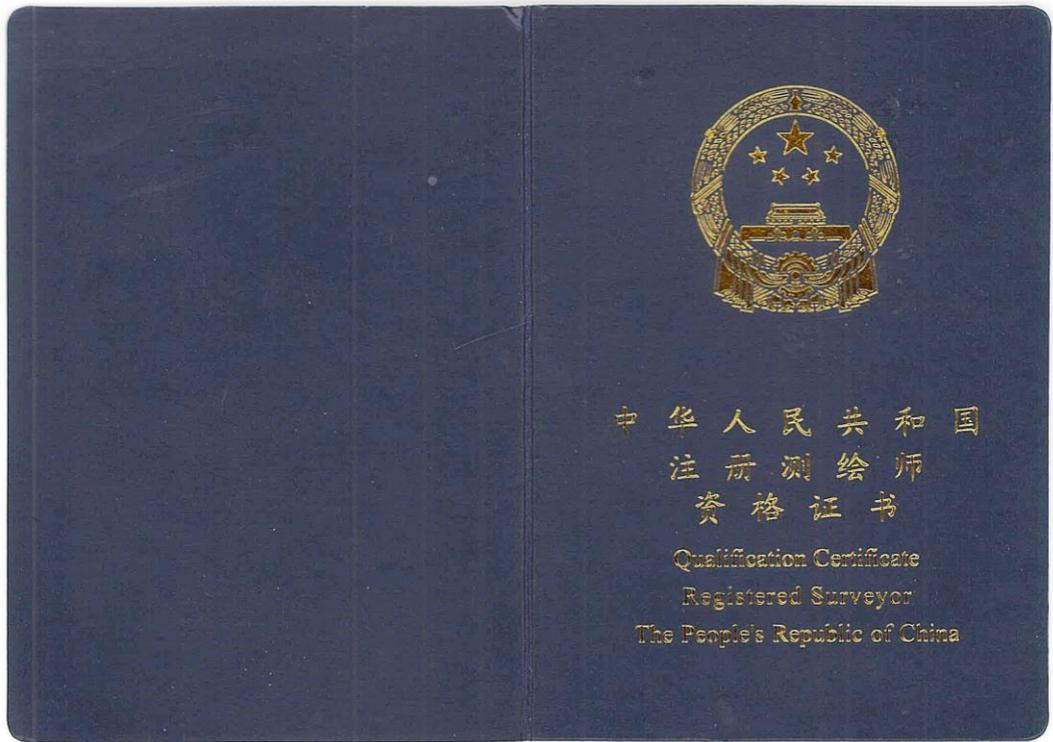 中华人民共和国
注册测绘师
资格证书
Qualification Certificate
Registered Surveyor
The People's Republic of China